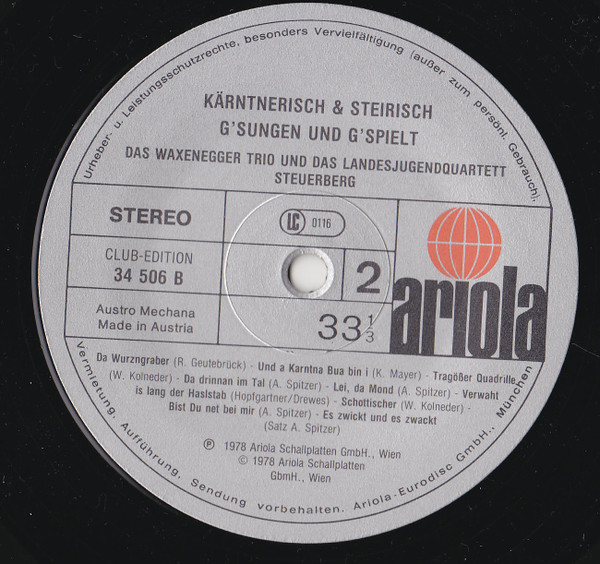 Urheber- u. Leistungsschutzrechte, besonders Vervielfältigung (außer zum persönl. Gebrauch),
KÄRNTNERISCH & STEIRISCH
G'SUNGEN UND G'SPIELT
DAS WAXENEGGER TRIO UND DAS LANDESJUGENDQUARTETT
STEUERBERG
STEREO
LC 0116
CLUB-EDITION
34 506 B
2
ariola
Austro Mechana
Made in Austria
33 1/3
Da Wurzngraber (R. Geutebrück) - Und a Karntna Bua bin i (K. Mayer) - Tragößer Quadrille
(W. Kolneder) - Da drinnan im Tal (A. Spitzer) - Lei, da Mond (A. Spitzer) - Verwaht
is lang der Haslstab (Hopfgartner/Drewes) - Schottischer (W. Kolneder) -
Bist Du net bei mir (A. Spitzer) - Es zwickt und es zwackt
(Satz A. Spitzer)
Ⓟ 1978 Ariola Schallplatten GmbH., Wien
© 1978 Ariola Schallplatten
GbmH., Wien
Vermietung, Aufführung, Sendung vorbehalten. Ariola-Eurodisc GmbH., München